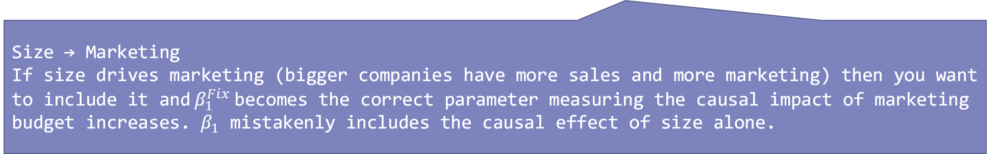 Size → Marketing
If size drives marketing (bigger companies have more sales and more marketing) then you want
to include it and β₁^Fix becomes the correct parameter measuring the causal impact of marketing
budget increases. β₁ mistakenly includes the causal effect of size alone.